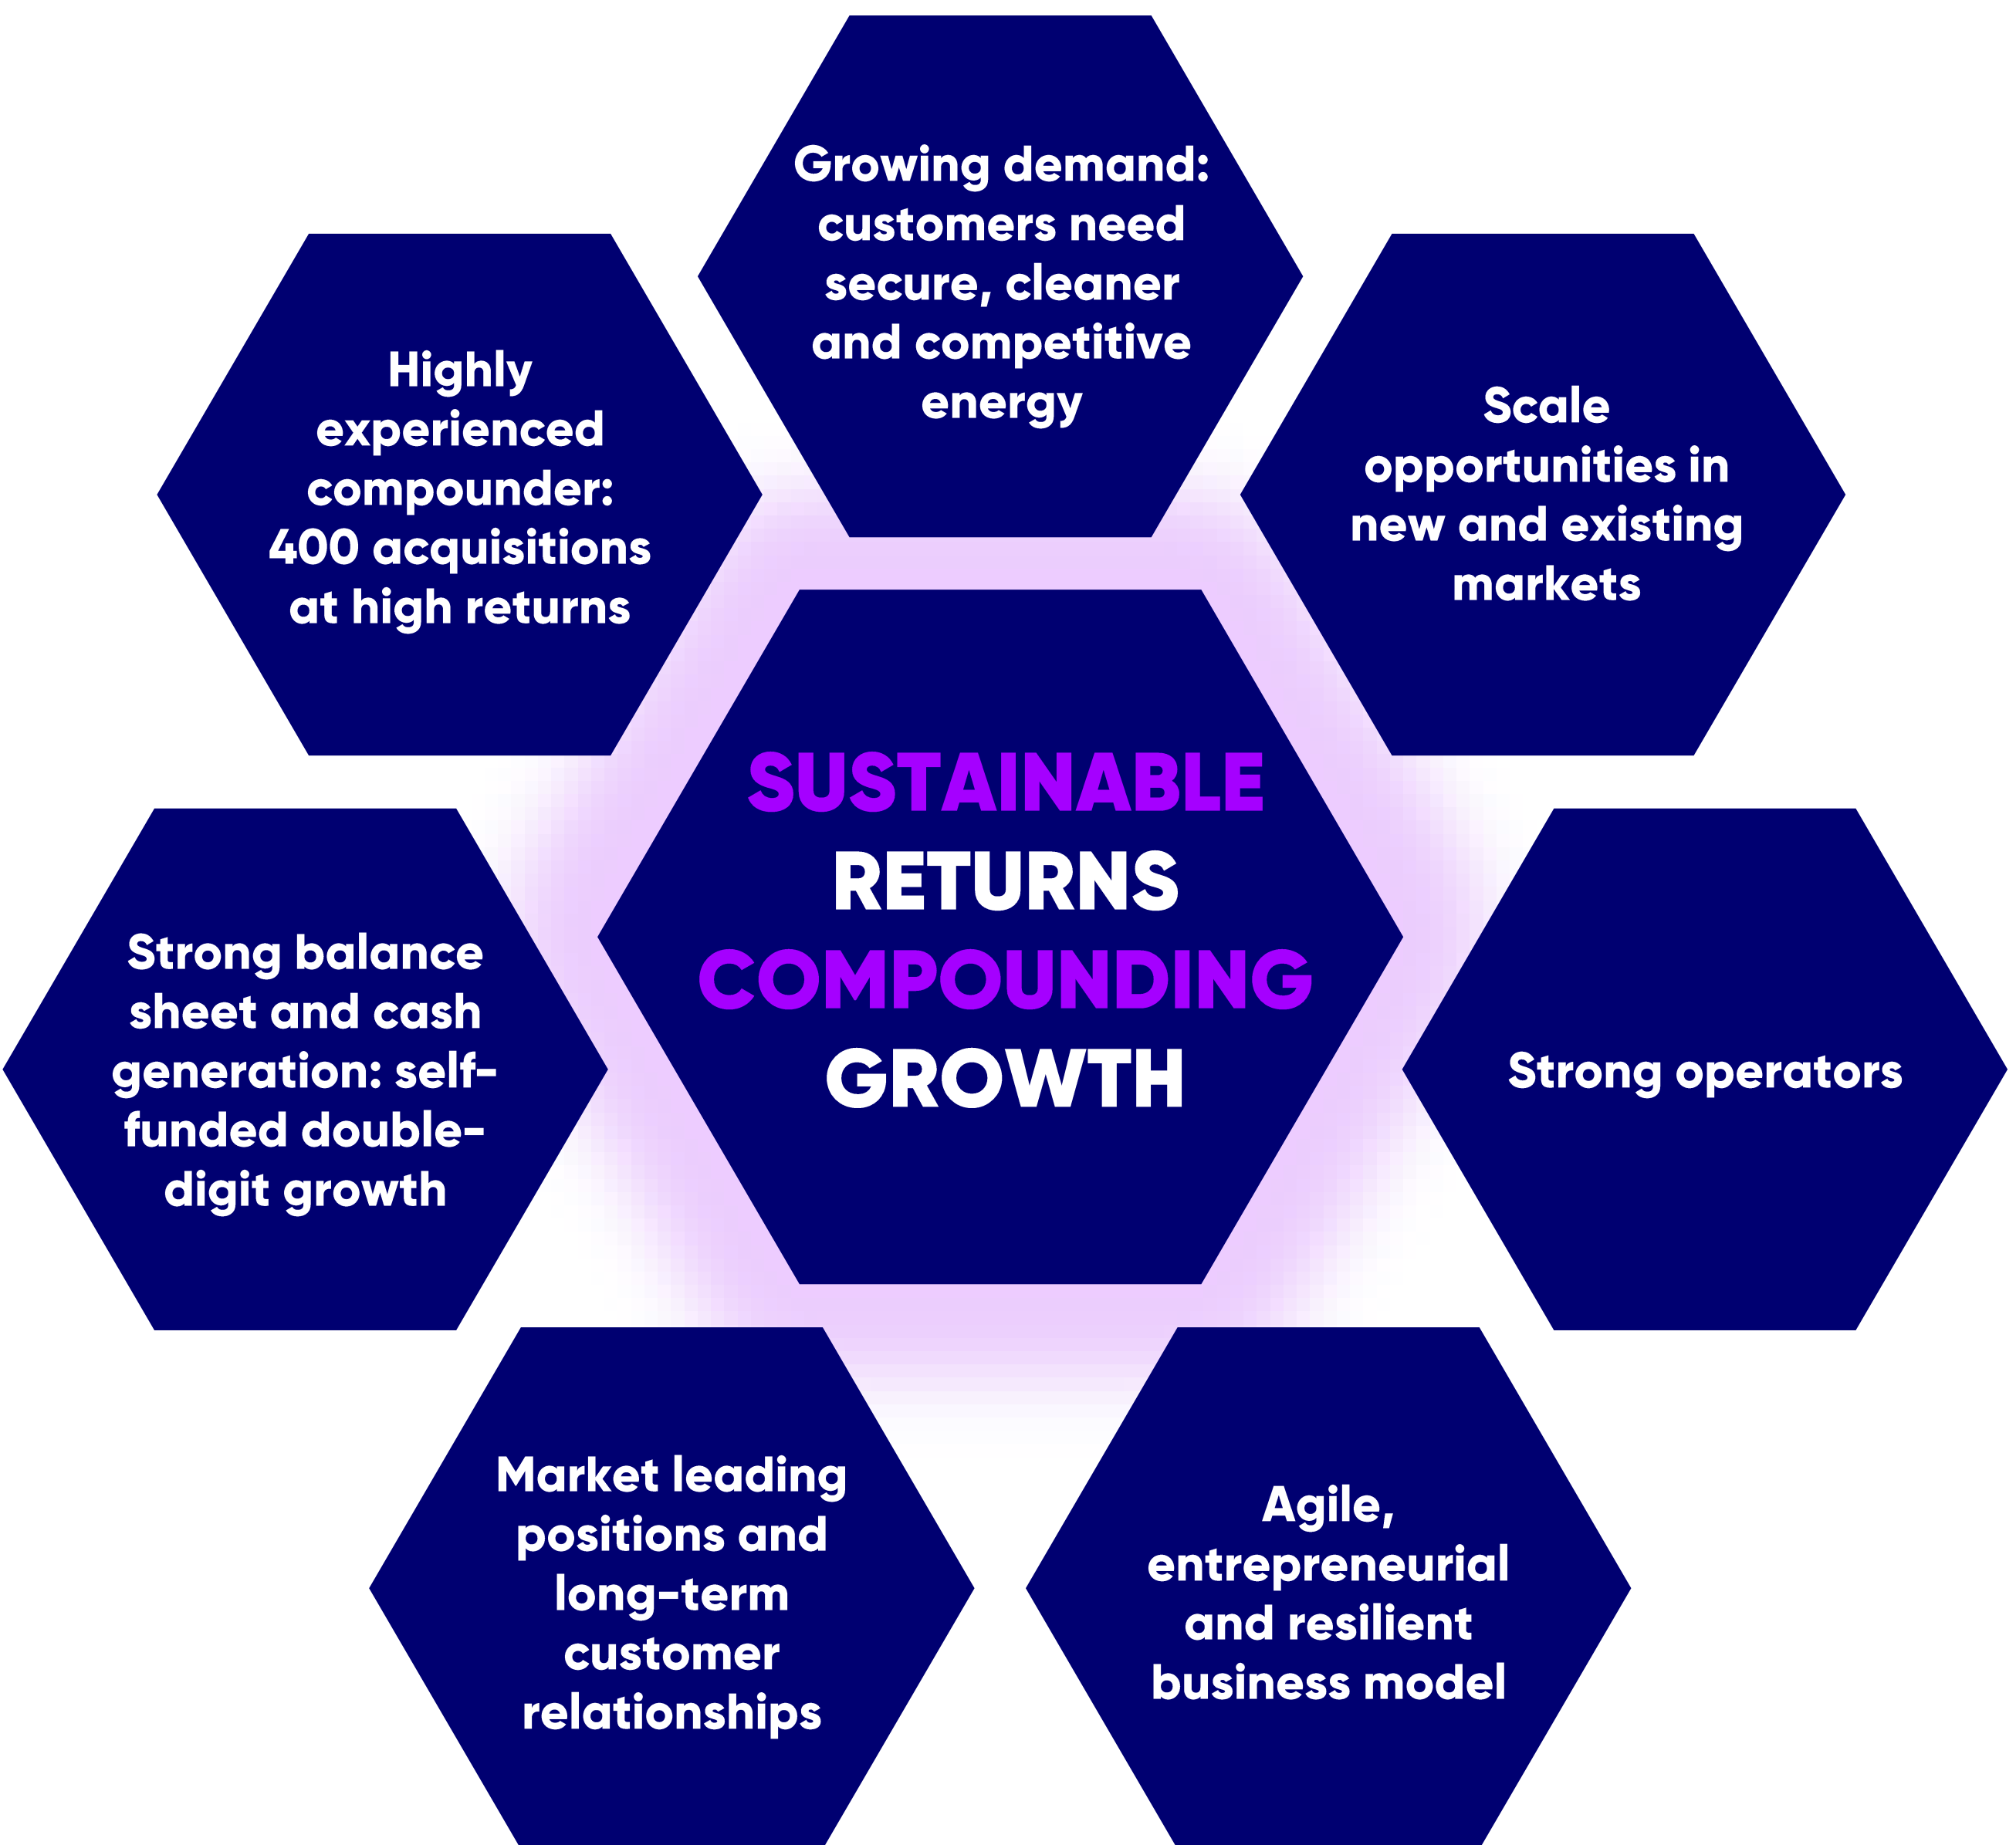 Growing demand:
customers need
secure, cleaner
and competitive
energy
Scale
opportunities in
new and existing
markets
Strong operators
Agile,
entrepreneurial
and resilient
business model
Market leading
positions and
long-term
customer
relationships
Strong balance
sheet and cash
generation: self-
funded double-
digit growth
Highly
experienced
compounder:
400 acquisitions
at high returns
SUSTAINABLE
RETURNS
COMPOUNDING
GROWTH